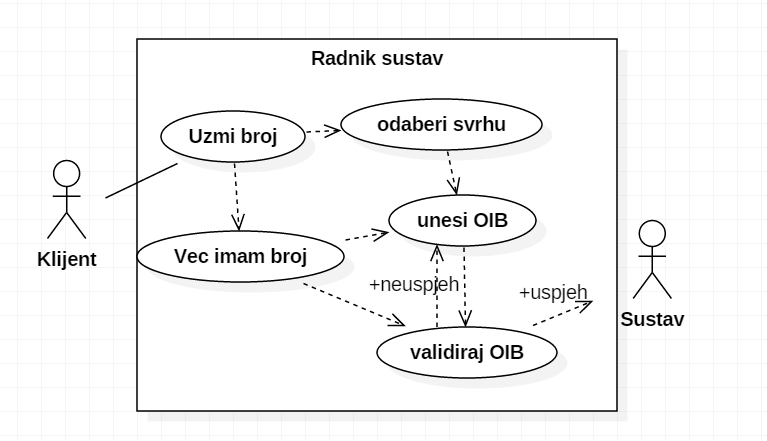 Radnik sustav
Uzmi broj
odaberi svrhu
unesi OIB
Klijent
Vec imam broj
+neuspjeh
+uspjeh
Sustav
validiraj OIB